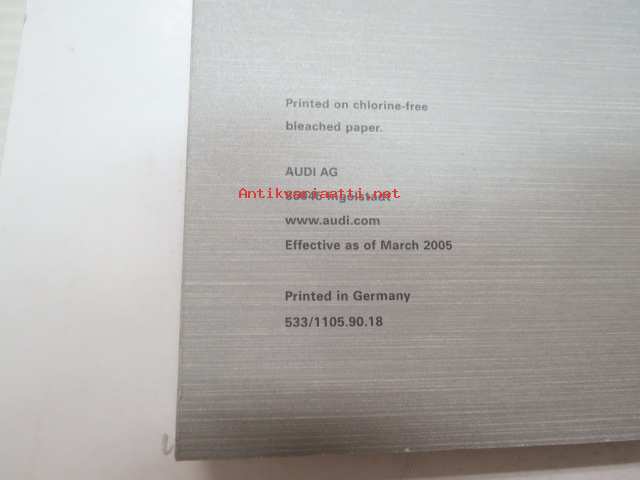 Printed on chlorine-free
bleached paper.
AUDI AG
Antikvariaatti.net
Ingolstadt
www.audi.com
Effective as of March 2005
Printed in Germany
533/1105.90.18